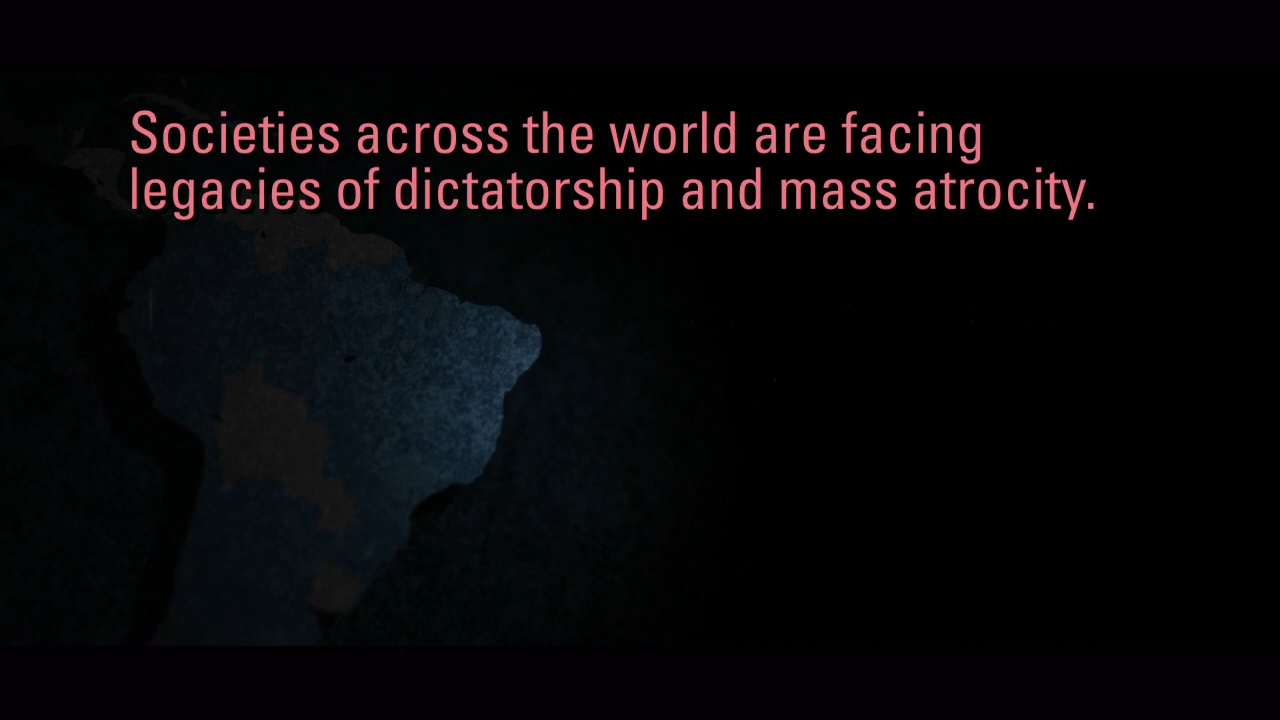 Societies across the world are facing
legacies of dictatorship and mass atrocity.